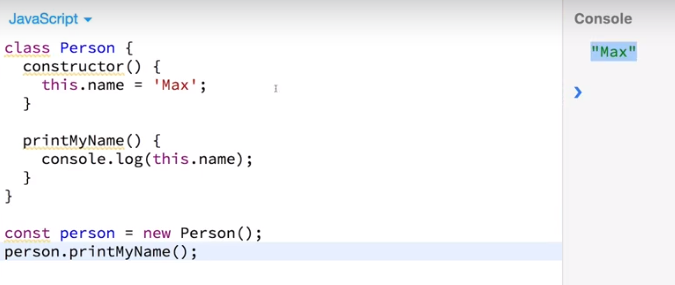 JavaScript
Console
class Person {
  constructor() {
    this.name = 'Max';
  }

  printMyName() {
    console.log(this.name);
  }
}

const person = new Person();
person.printMyName();
"Max"